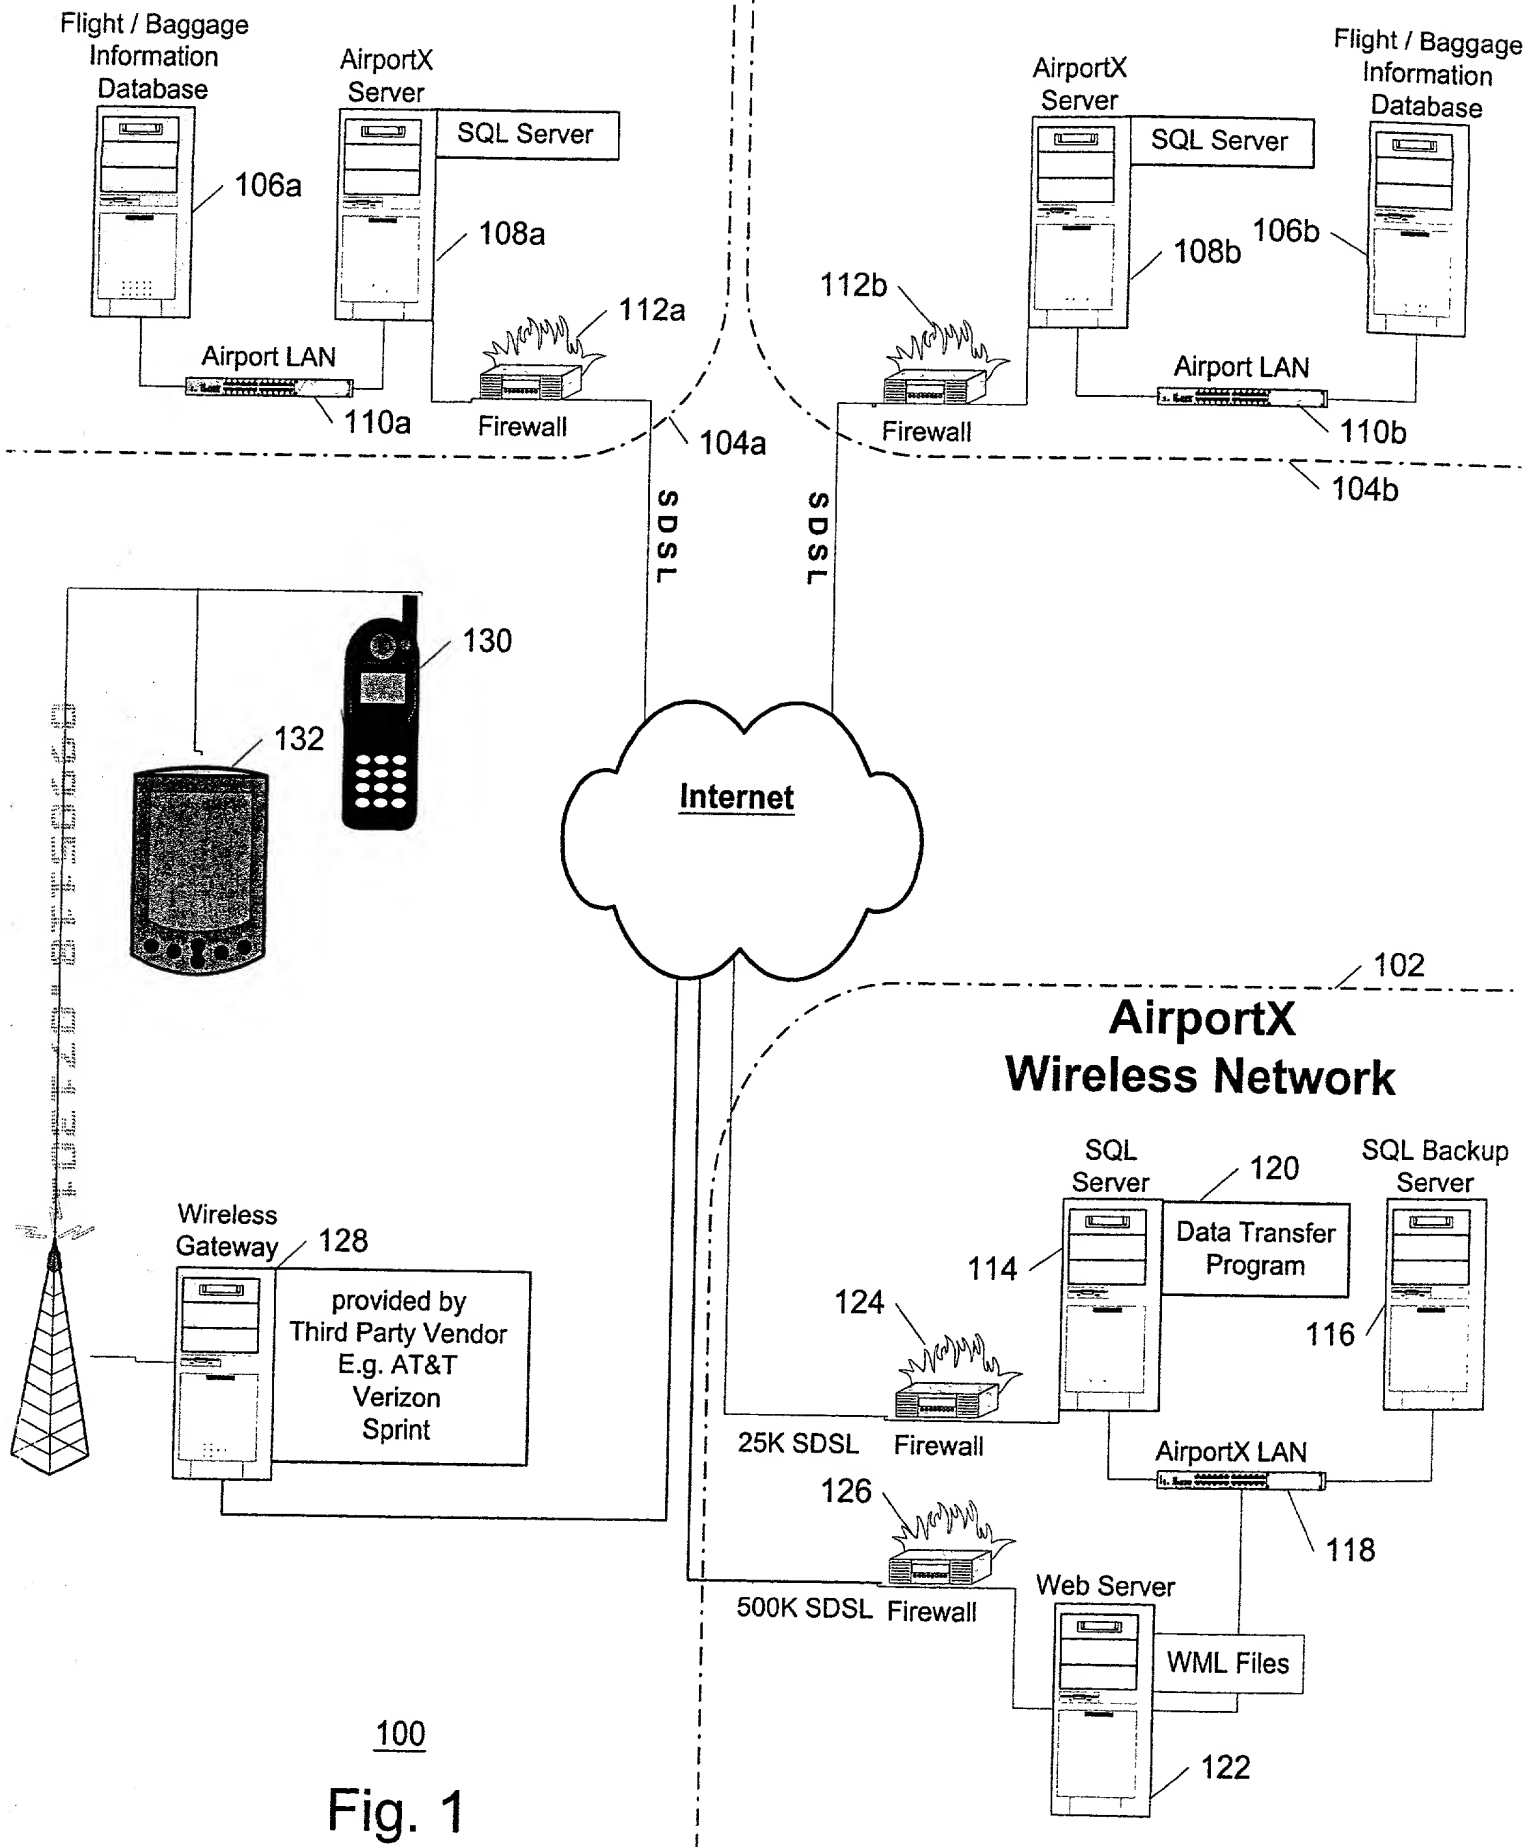 Flight / Baggage
Information
Database
AirportX
Server
SQL Server
106a
108a
112a
Airport LAN
110a
Firewall
104a
AirportX
Server
SQL Server
Flight / Baggage
Information
Database
106b
108b
112b
Airport LAN
110b
Firewall
104b
SDSL
SDSL
130
132
Internet
102
AirportX
Wireless Network
SQL
Server
120
SQL Backup
Server
Data Transfer
Program
114
116
124
25K SDSL
Firewall
AirportX LAN
118
126
500K SDSL
Firewall
Web Server
WML Files
122
Wireless
Gateway
128
provided by
Third Party Vendor
E.g. AT&T
Verizon
Sprint
100
Fig. 1